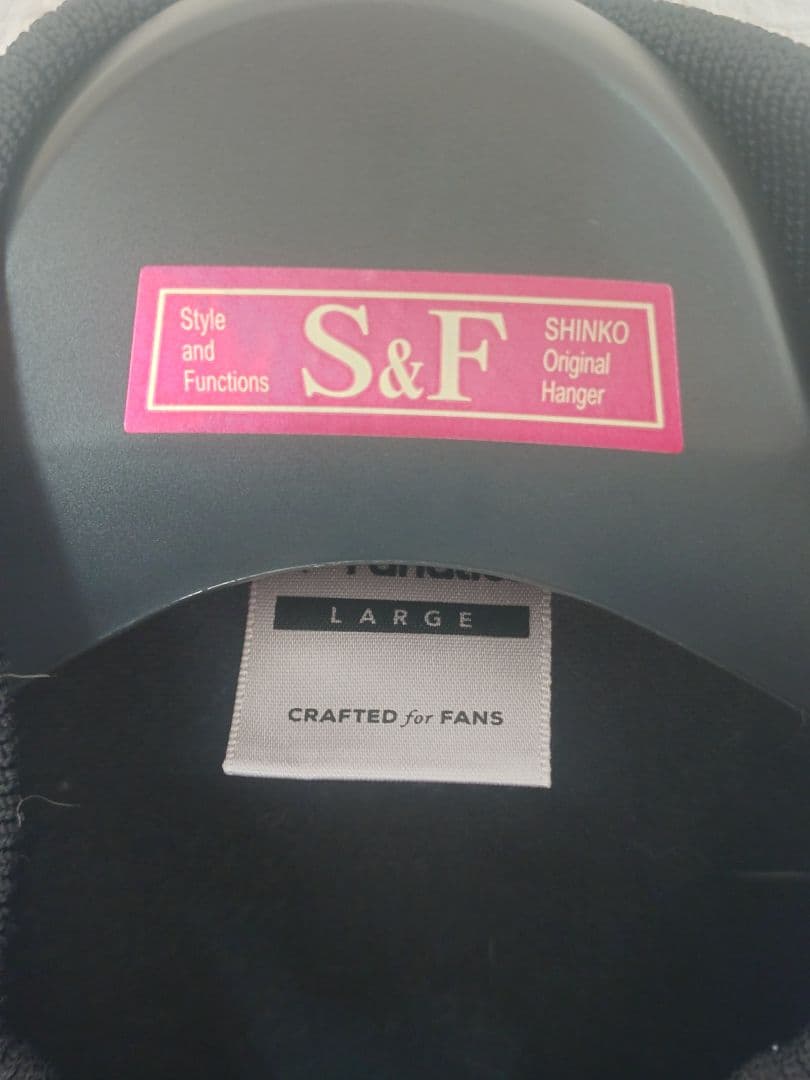 Style
and
Functions
S&F
SHINKO
Original
Hanger
LARGE
CRAFTED for FANS